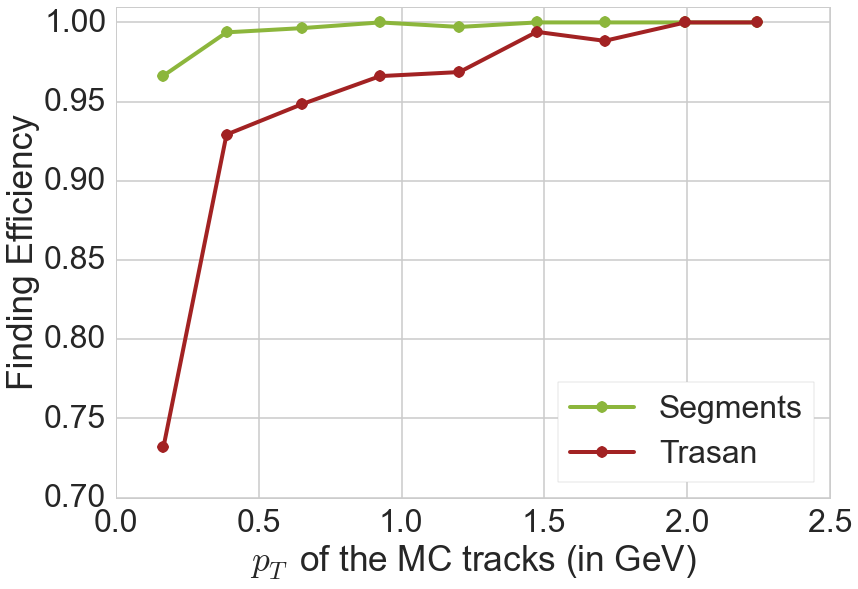 1.00
0.95
0.90
0.85
0.80
0.75
0.70
Finding Efficiency
Segments
Trasan
0.0 0.5 1.0 1.5 2.0 2.5
p_T of the MC tracks (in GeV)